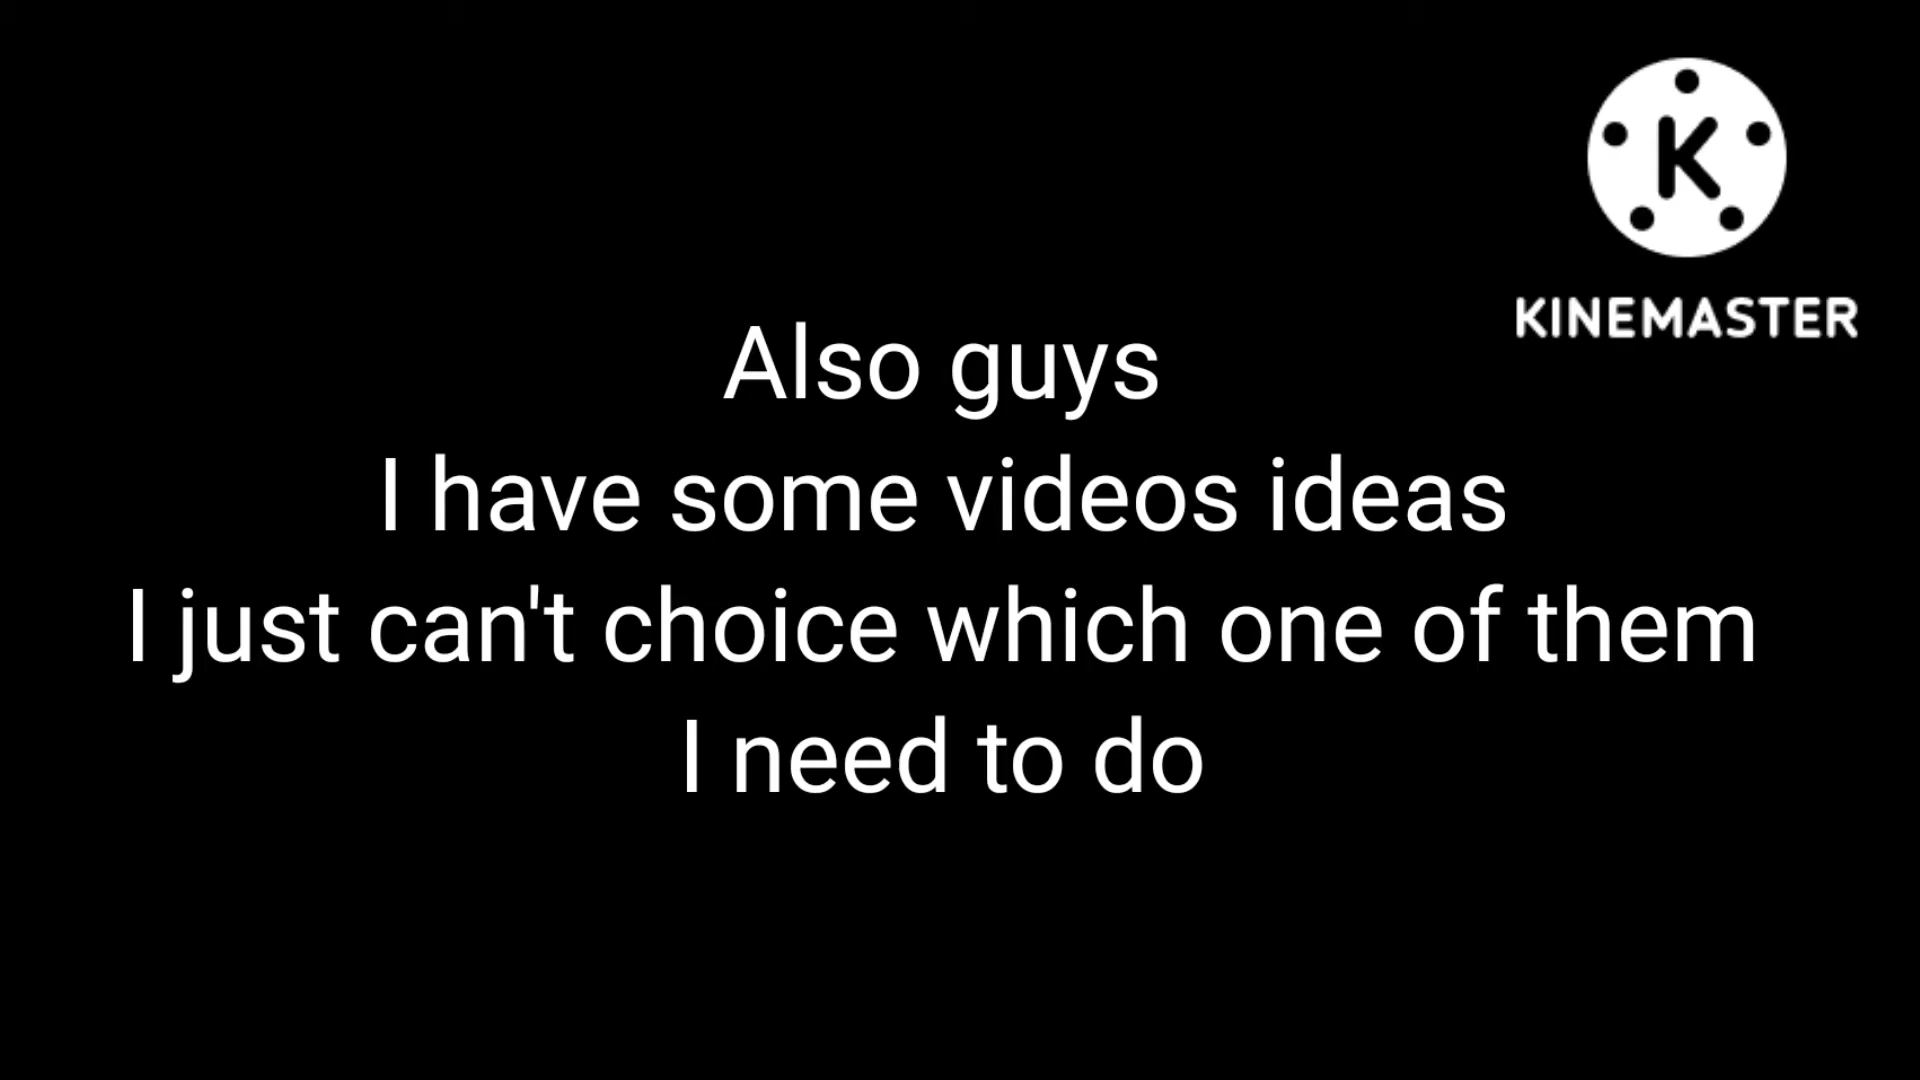 K
KINEMASTER
Also guys
I have some videos ideas
I just can't choice which one of them
I need to do